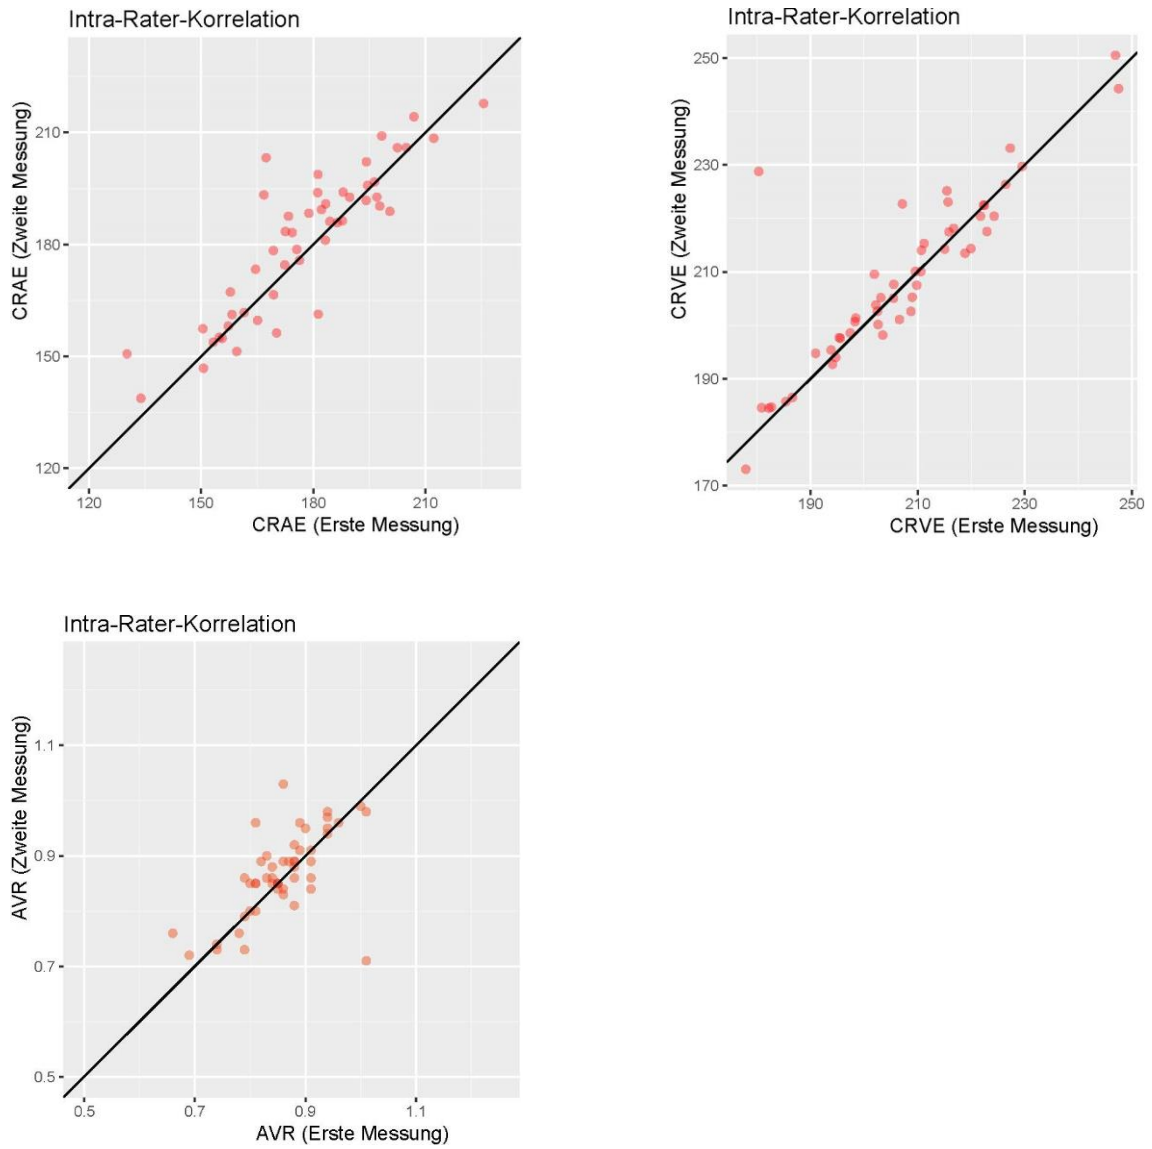 Intra-Rater-Korrelation
CRAE (Zweite Messung)
210
180
150
120
120 150 180 210
CRAE (Erste Messung)
Intra-Rater-Korrelation
CRVE (Zweite Messung)
250
230
210
190
170
190 210 230 250
CRVE (Erste Messung)
Intra-Rater-Korrelation
AVR (Zweite Messung)
1.1
0.9
0.7
0.5
0.5 0.7 0.9 1.1
AVR (Erste Messung)